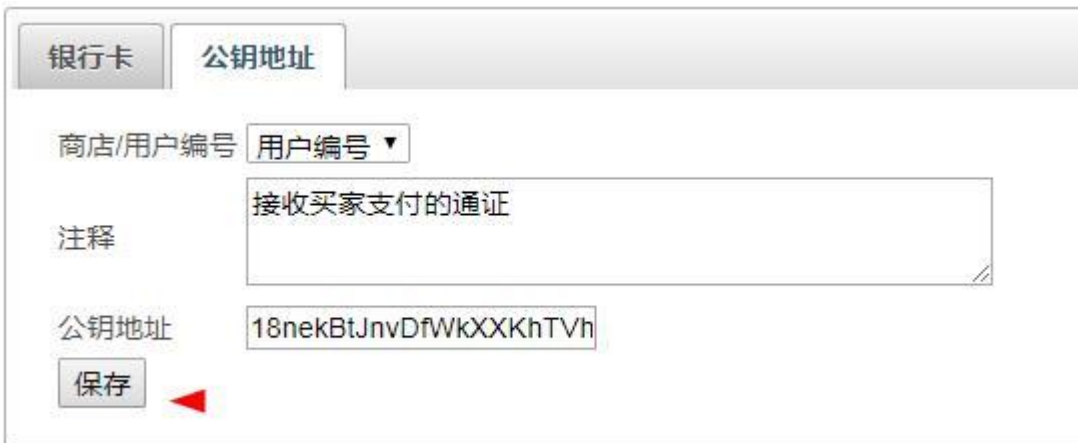 银行卡 公钥地址
商店/用户编号 用户编号
接收买家支付的通证
注释
公钥地址 18nekBtJnvDfWkXXKhTVh
保存